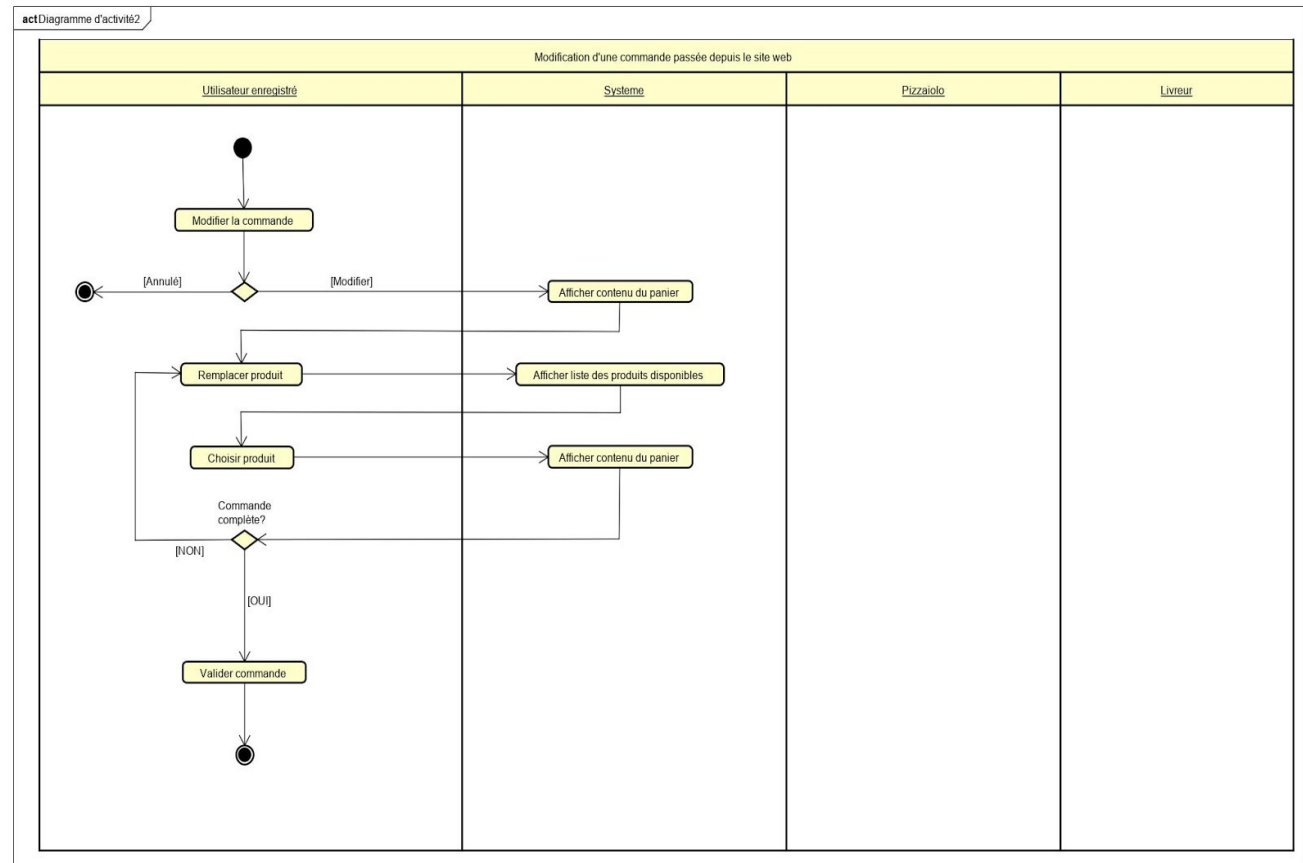 act Diagramme d'activité2
Modification d'une commande passée depuis le site web
Utilisateur enregistré
Systeme
Pizzaiolo
Livreur
Modifier la commande
[Annulé]
[Modifier]
Afficher contenu du panier
Remplacer produit
Afficher liste des produits disponibles
Choisir produit
Afficher contenu du panier
Commande
complète?
[NON]
[OUI]
Valider commande